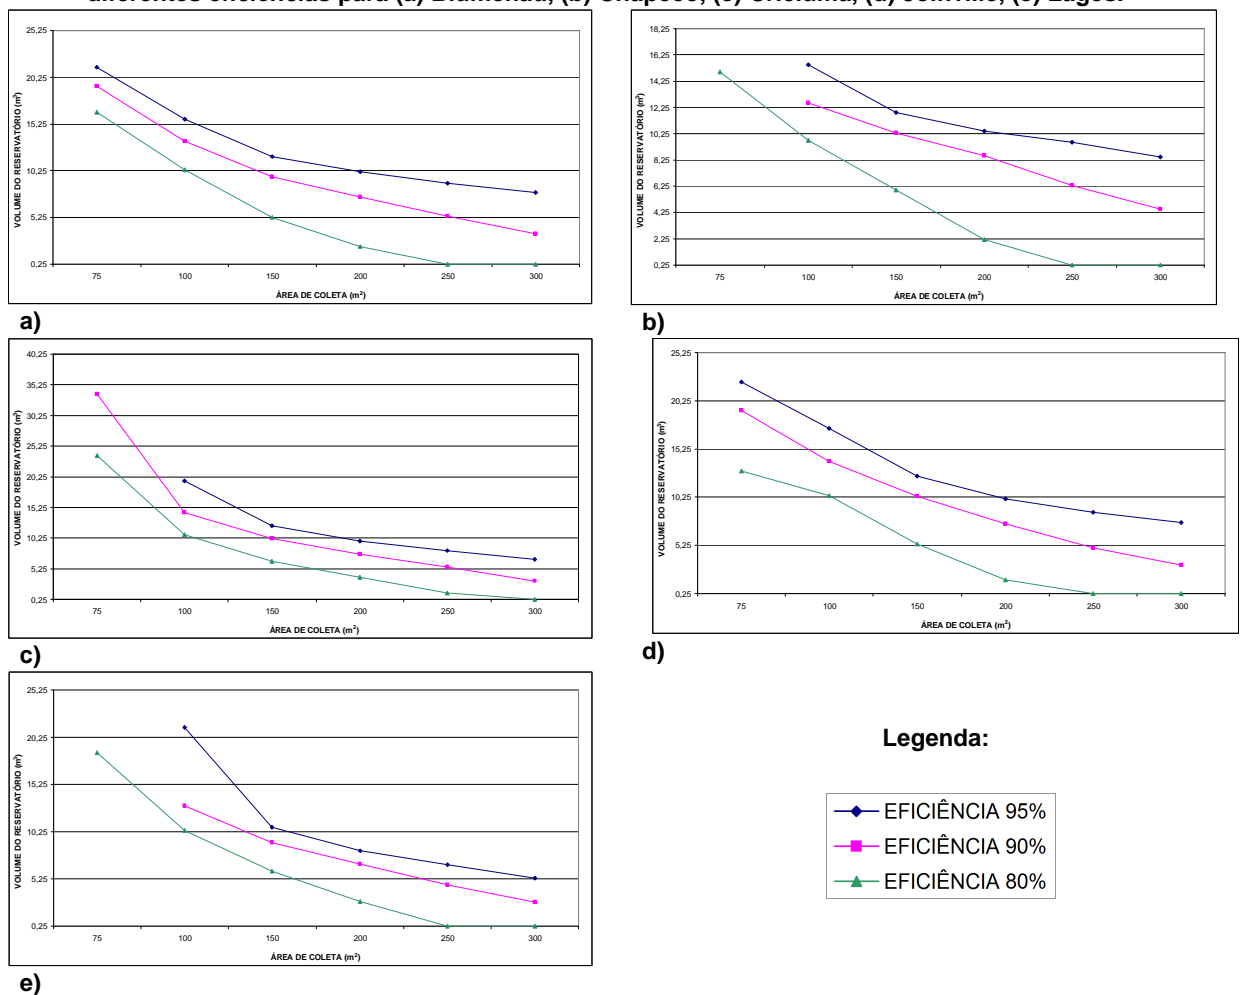 diferentes eficiências para (a) Blumenau, (b) Chapecó, (c) Criciúma, (d) Joinville, (e) Lages.
25,25
20,25
15,25
10,25
5,25
0,25
VOLUME DO RESERVATÓRIO (m³)
75 100 150 200 250 300
ÁREA DE COLETA (m²)
a)
18,25
16,25
14,25
12,25
10,25
8,25
6,25
4,25
2,25
0,25
VOLUME DO RESERVATÓRIO (m³)
75 100 150 200 250 300
ÁREA DE COLETA (m²)
b)
40,25
35,25
30,25
25,25
20,25
15,25
10,25
5,25
0,25
VOLUME DO RESERVATÓRIO (m³)
75 100 150 200 250 300
ÁREA DE COLETA (m²)
c)
25,25
20,25
15,25
10,25
5,25
0,25
VOLUME DO RESERVATÓRIO (m³)
75 100 150 200 250 300
ÁREA DE COLETA (m²)
d)
25,25
20,25
15,25
10,25
5,25
0,25
VOLUME DO RESERVATÓRIO (m³)
75 100 150 200 250 300
ÁREA DE COLETA (m²)
e)
Legenda:
EFICIÊNCIA 95%
EFICIÊNCIA 90%
EFICIÊNCIA 80%